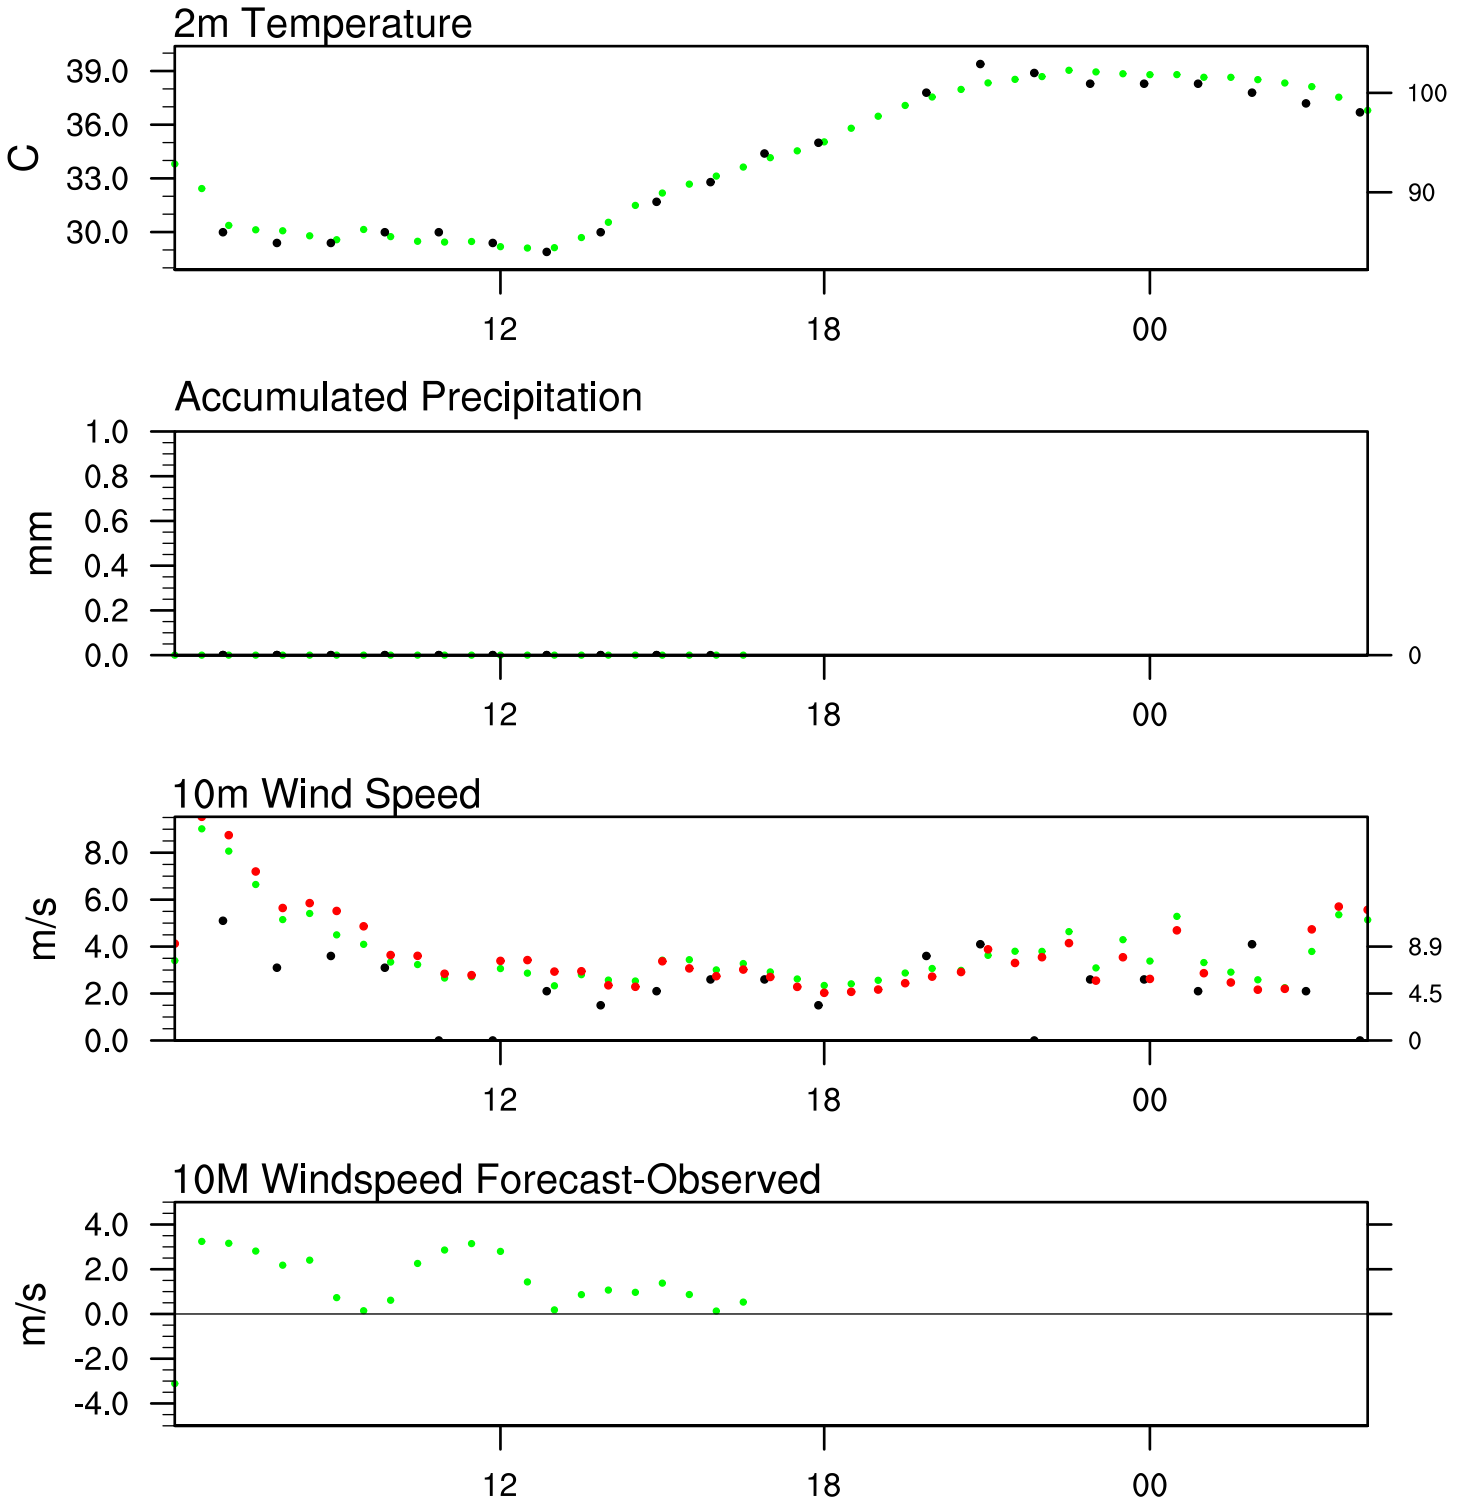 2m Temperature
39.0
36.0
33.0
30.0
C
100
90
12 18 00
Accumulated Precipitation
1.0
0.8
0.6
0.4
0.2
0.0
mm
0
12 18 00
10m Wind Speed
8.0
6.0
4.0
2.0
0.0
m/s
8.9
4.5
0
12 18 00
10M Windspeed Forecast-Observed
4.0
2.0
0.0
-2.0
-4.0
m/s
12 18 00